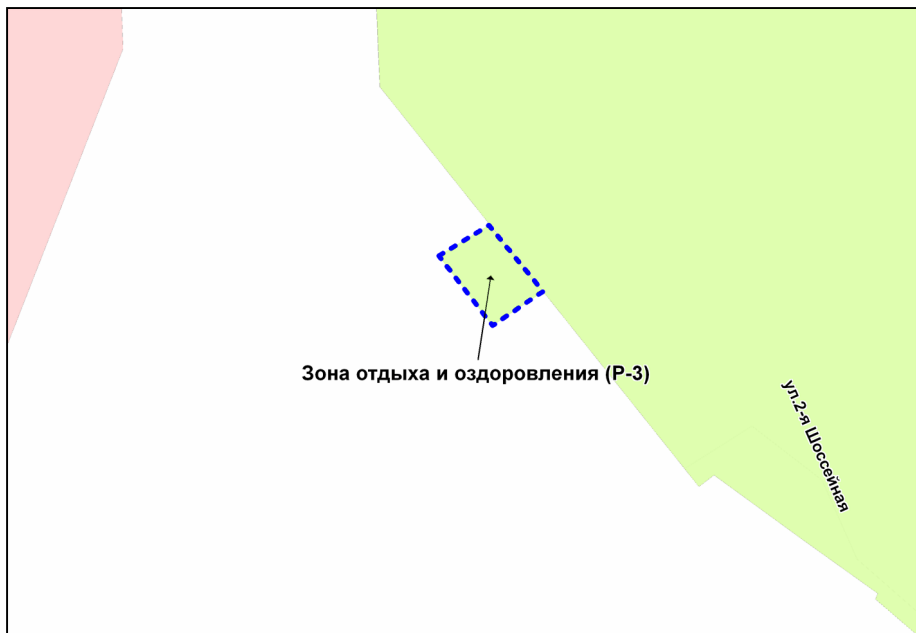 Зона отдыха и оздоровления (Р-3)
ул.2-я Шоссейная